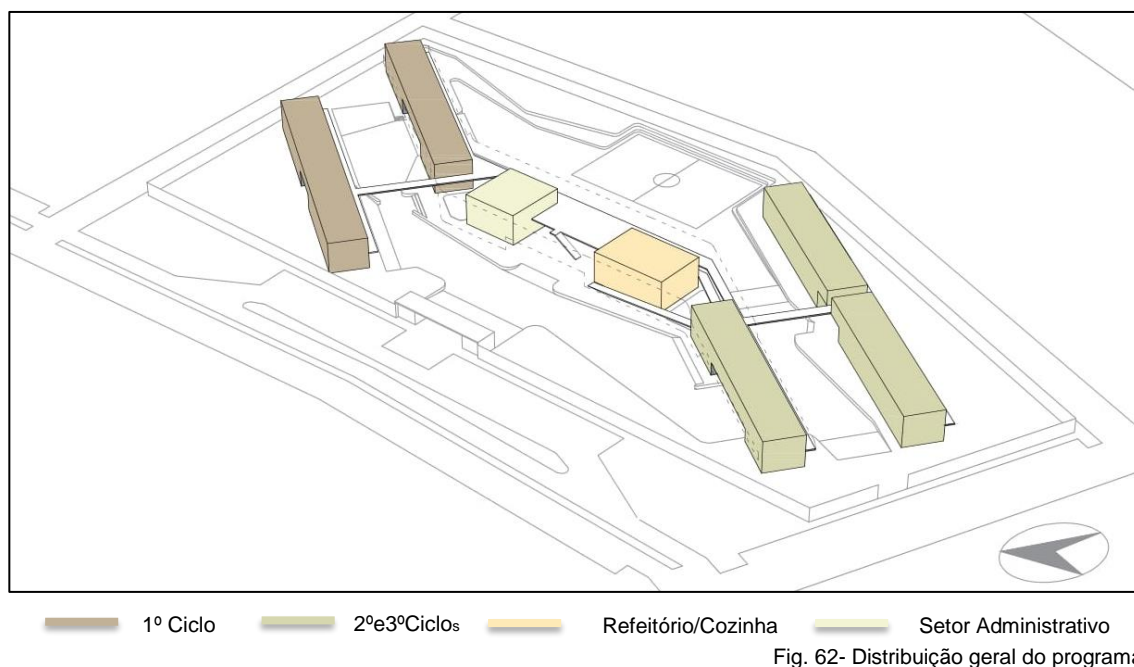 1º Ciclo 2ºe3ºCiclos Refeitório/Cozinha Setor Administrativo
Fig. 62- Distribuição geral do programa